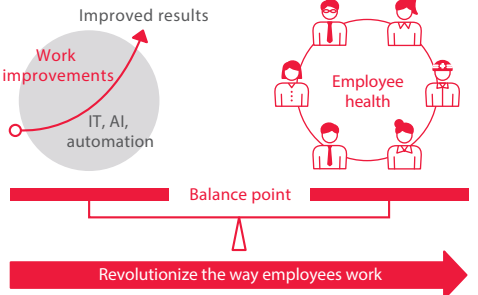 Improved results
Work
improvements
IT, AI,
automation
Employee
health
Balance point
Revolutionize the way employees work